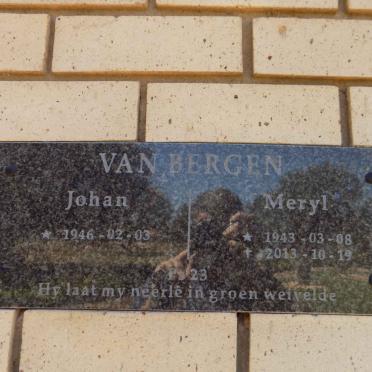 VAN BERGEN
Johan Meryl
★ 1946-02-03 ★ 1943-03-08
✝ 2013-10-19
23
Hy laat my neerlê in groen weivelde